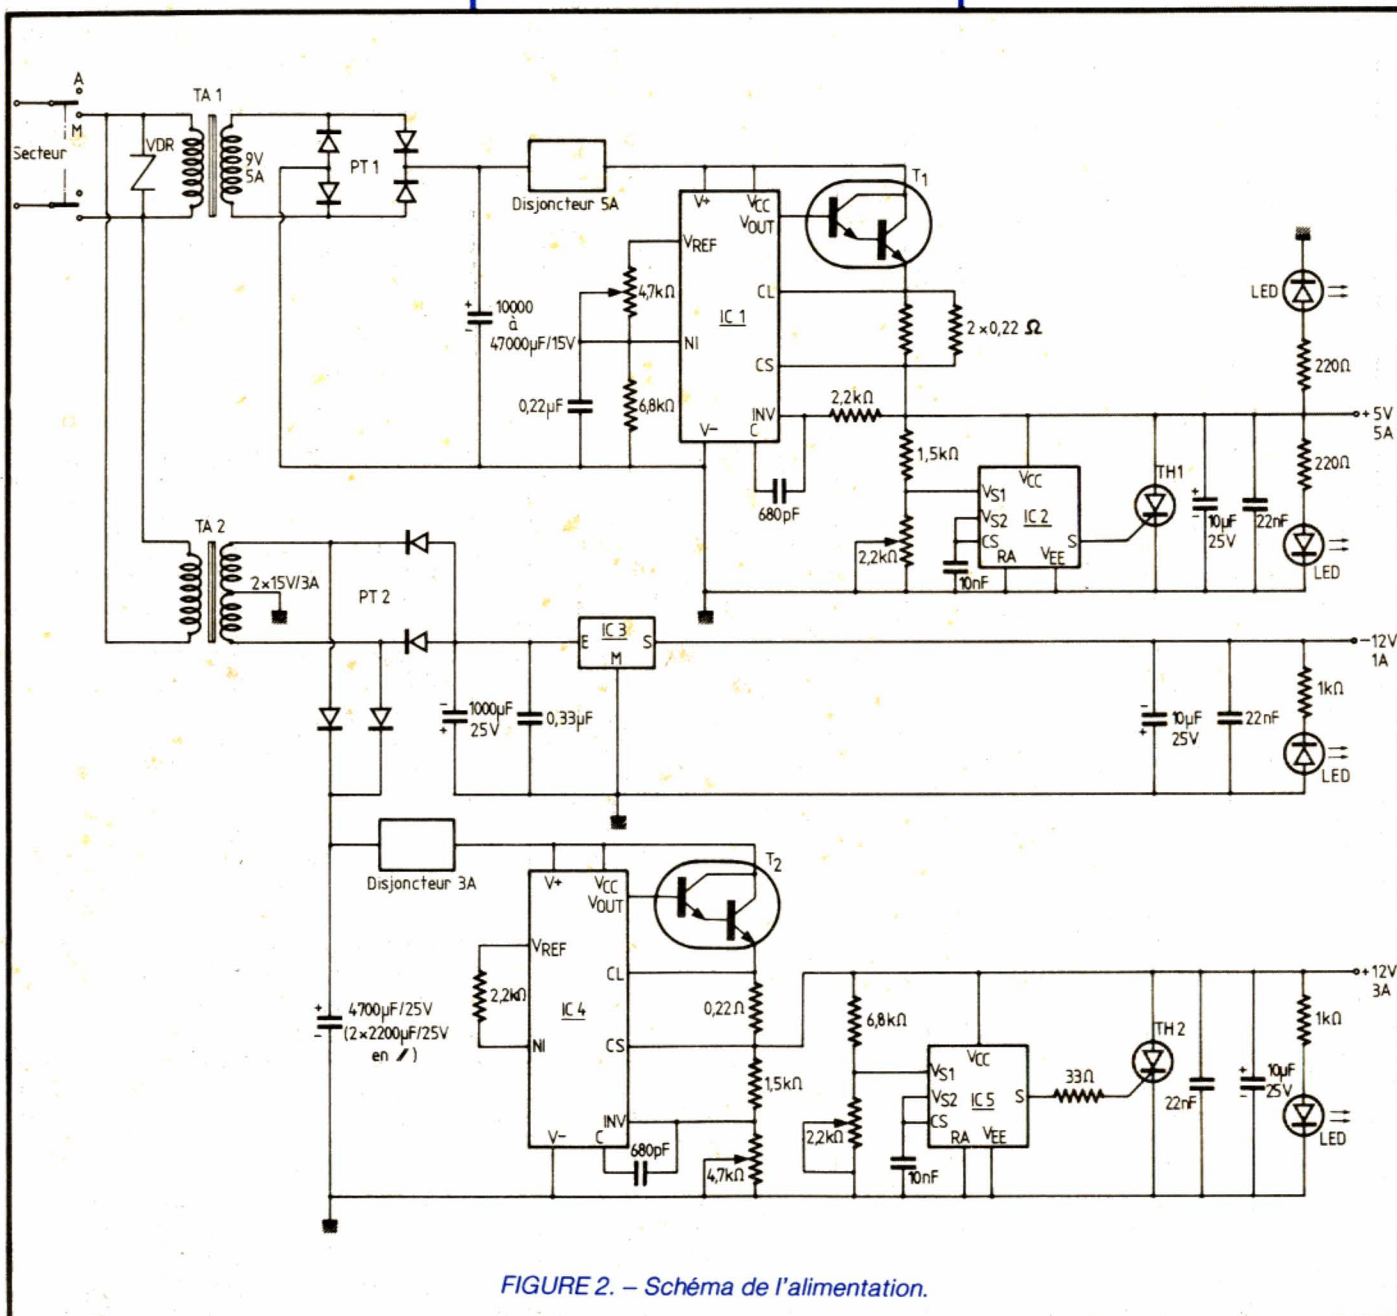 A
M
Secteur
VDR
TA 1
9V
5A
PT 1
Disjoncteur 5A
10000
à
47000µF/15V
V+
VCC
VOUT
VREF
CL
IC 1
NI
CS
INV
V-
C
4,7kΩ
0,22µF
6,8kΩ
T1
2×0,22 Ω
2,2kΩ
680pF
1,5kΩ
2,2kΩ
VS1
VCC
VS2
IC 2
CS
S
RA
VEE
10nF
TH1
10µF
25V
22nF
LED
220Ω
+5V
5A
220Ω
LED
TA 2
2×15V/3A
PT 2
1000µF
25V
0,33µF
E
IC 3
S
M
-12V
1A
10µF
25V
22nF
1kΩ
LED
Disjoncteur 3A
4700µF/25V
(2×2200µF/25V
en //)
V+
VCC
VOUT
VREF
CL
2,2kΩ
IC 4
NI
CS
INV
V-
C
680pF
T2
0,22Ω
1,5kΩ
4,7kΩ
6,8kΩ
2,2kΩ
VCC
VS1
VS2
IC 5
S
CS
RA
VEE
10nF
33Ω
TH2
22nF
10µF
25V
+12V
3A
1kΩ
LED
FIGURE 2. – Schéma de l'alimentation.